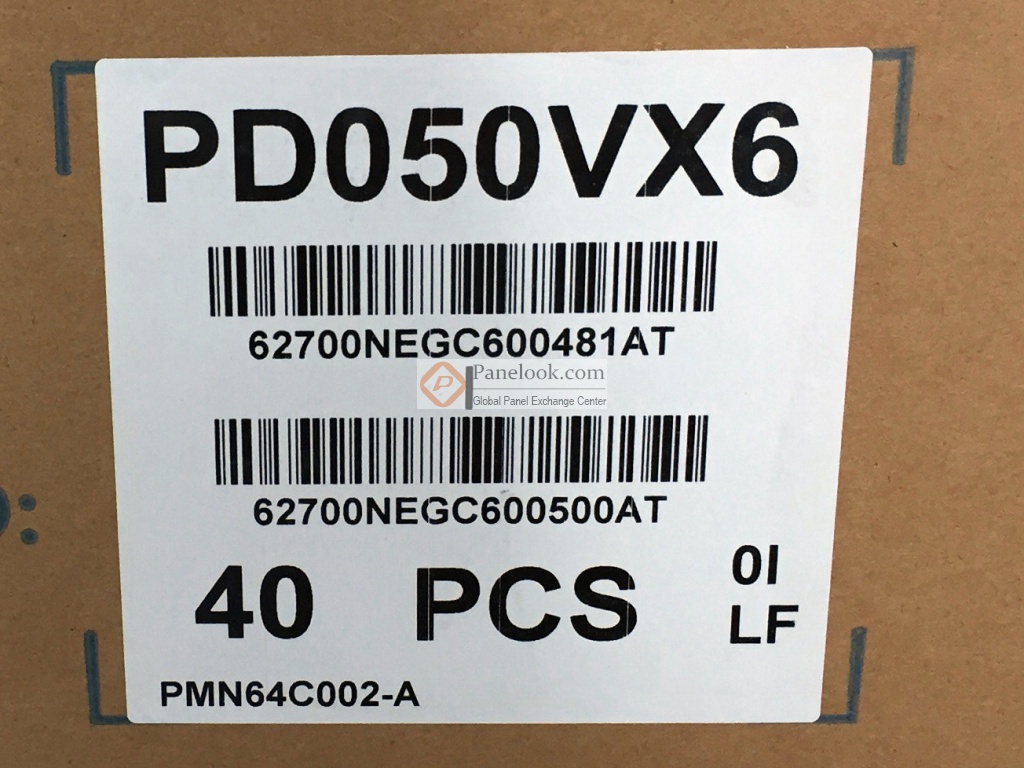 PD050VX6
62700NEGC600481AT
Panelook.com
Global Panel Exchange Center
62700NEGC600500AT
40 PCS
0I
LF
PMN64C002-A